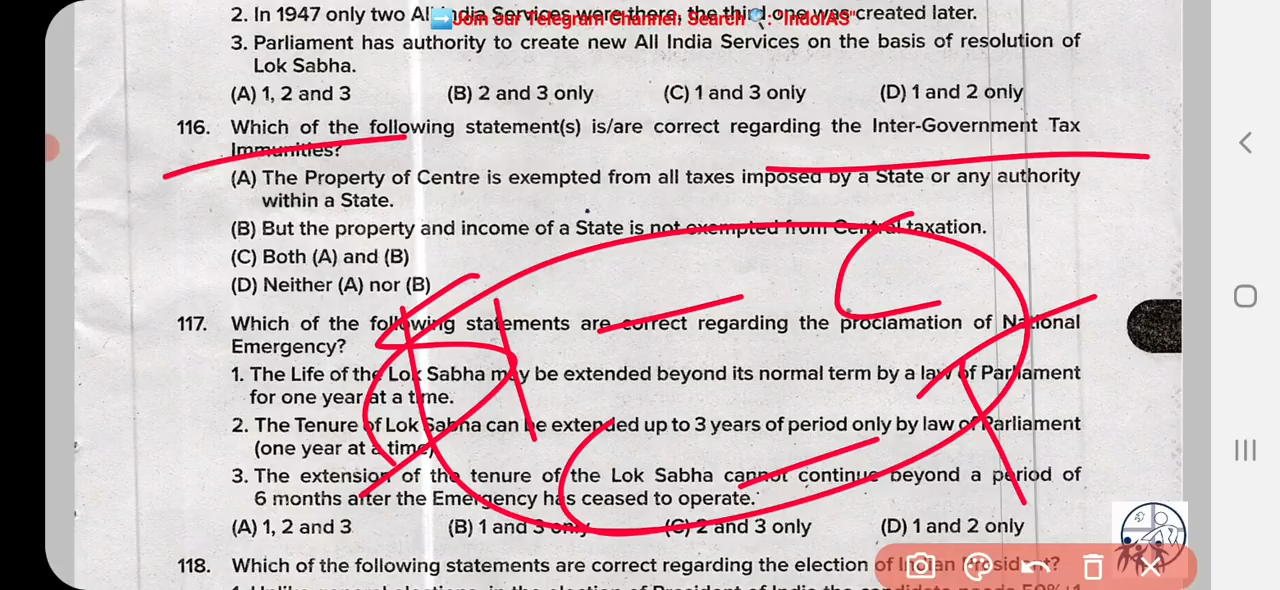 2. In 1947 only two All India Services were there, the third one was created later.
➡️Join our Telegram Channel, Search🔍: "IndoIAS"
3. Parliament has authority to create new All India Services on the basis of resolution of
Lok Sabha.
(A) 1, 2 and 3 (B) 2 and 3 only (C) 1 and 3 only (D) 1 and 2 only
116. Which of the following statement(s) is/are correct regarding the Inter-Government Tax
Immunities?
(A) The Property of Centre is exempted from all taxes imposed by a State or any authority
within a State.
(B) But the property and income of a State is not exempted from Central taxation.
(C) Both (A) and (B)
(D) Neither (A) nor (B)
117. Which of the following statements are correct regarding the proclamation of National
Emergency?
1. The Life of the Lok Sabha may be extended beyond its normal term by a law of Parliament
for one year at a time.
2. The Tenure of Lok Sabha can be extended up to 3 years of period only by law of Parliament
(one year at a time)
3. The extension of the tenure of the Lok Sabha cannot continue beyond a period of
6 months after the Emergency has ceased to operate.
(A) 1, 2 and 3 (B) 1 and 3 only (C) 2 and 3 only (D) 1 and 2 only
118. Which of the following statements are correct regarding the election of Indian President?